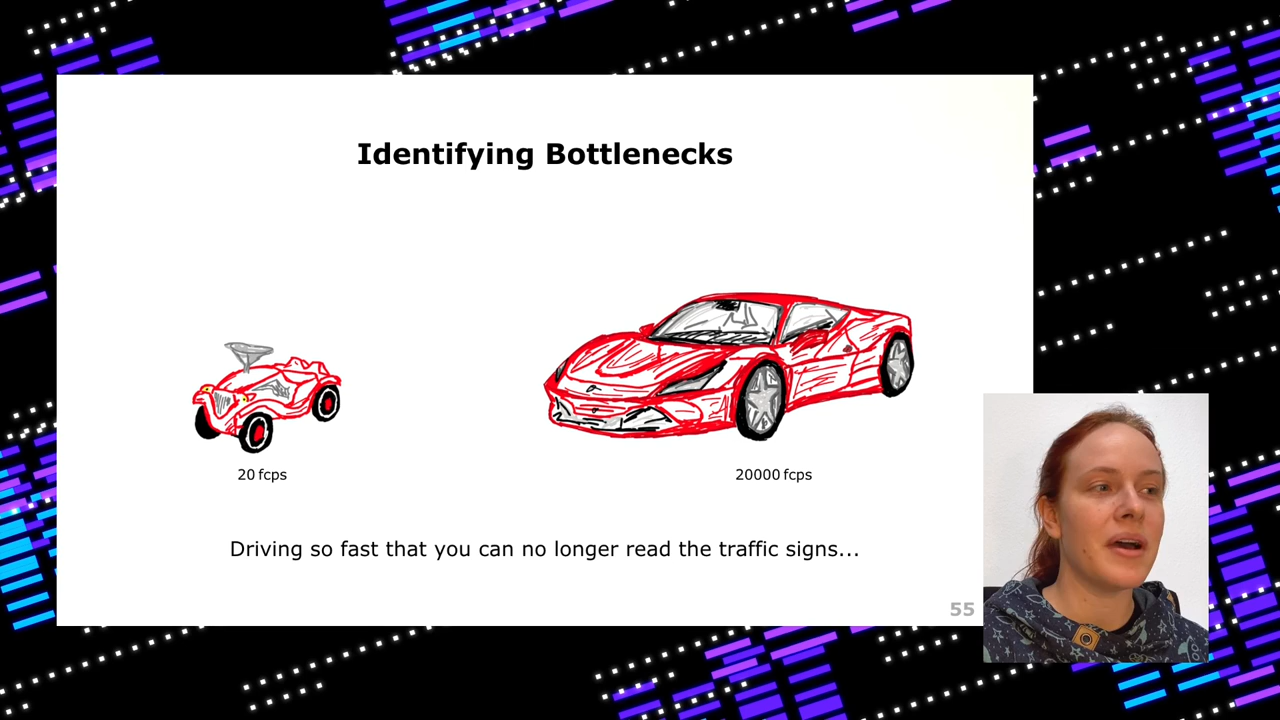 Identifying Bottlenecks
20 fcps
20000 fcps
Driving so fast that you can no longer read the traffic signs...
55